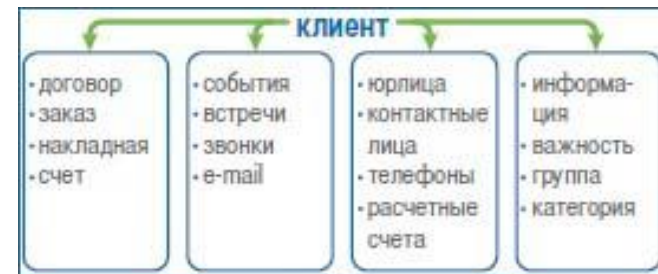 клиент
· договор
· заказ
· накладная
· счет
· события
· встречи
· звонки
· e-mail
· юрлица
· контактные
лица
· телефоны
· расчетные
счета
· информа-
ция
· важность
· группа
· категория